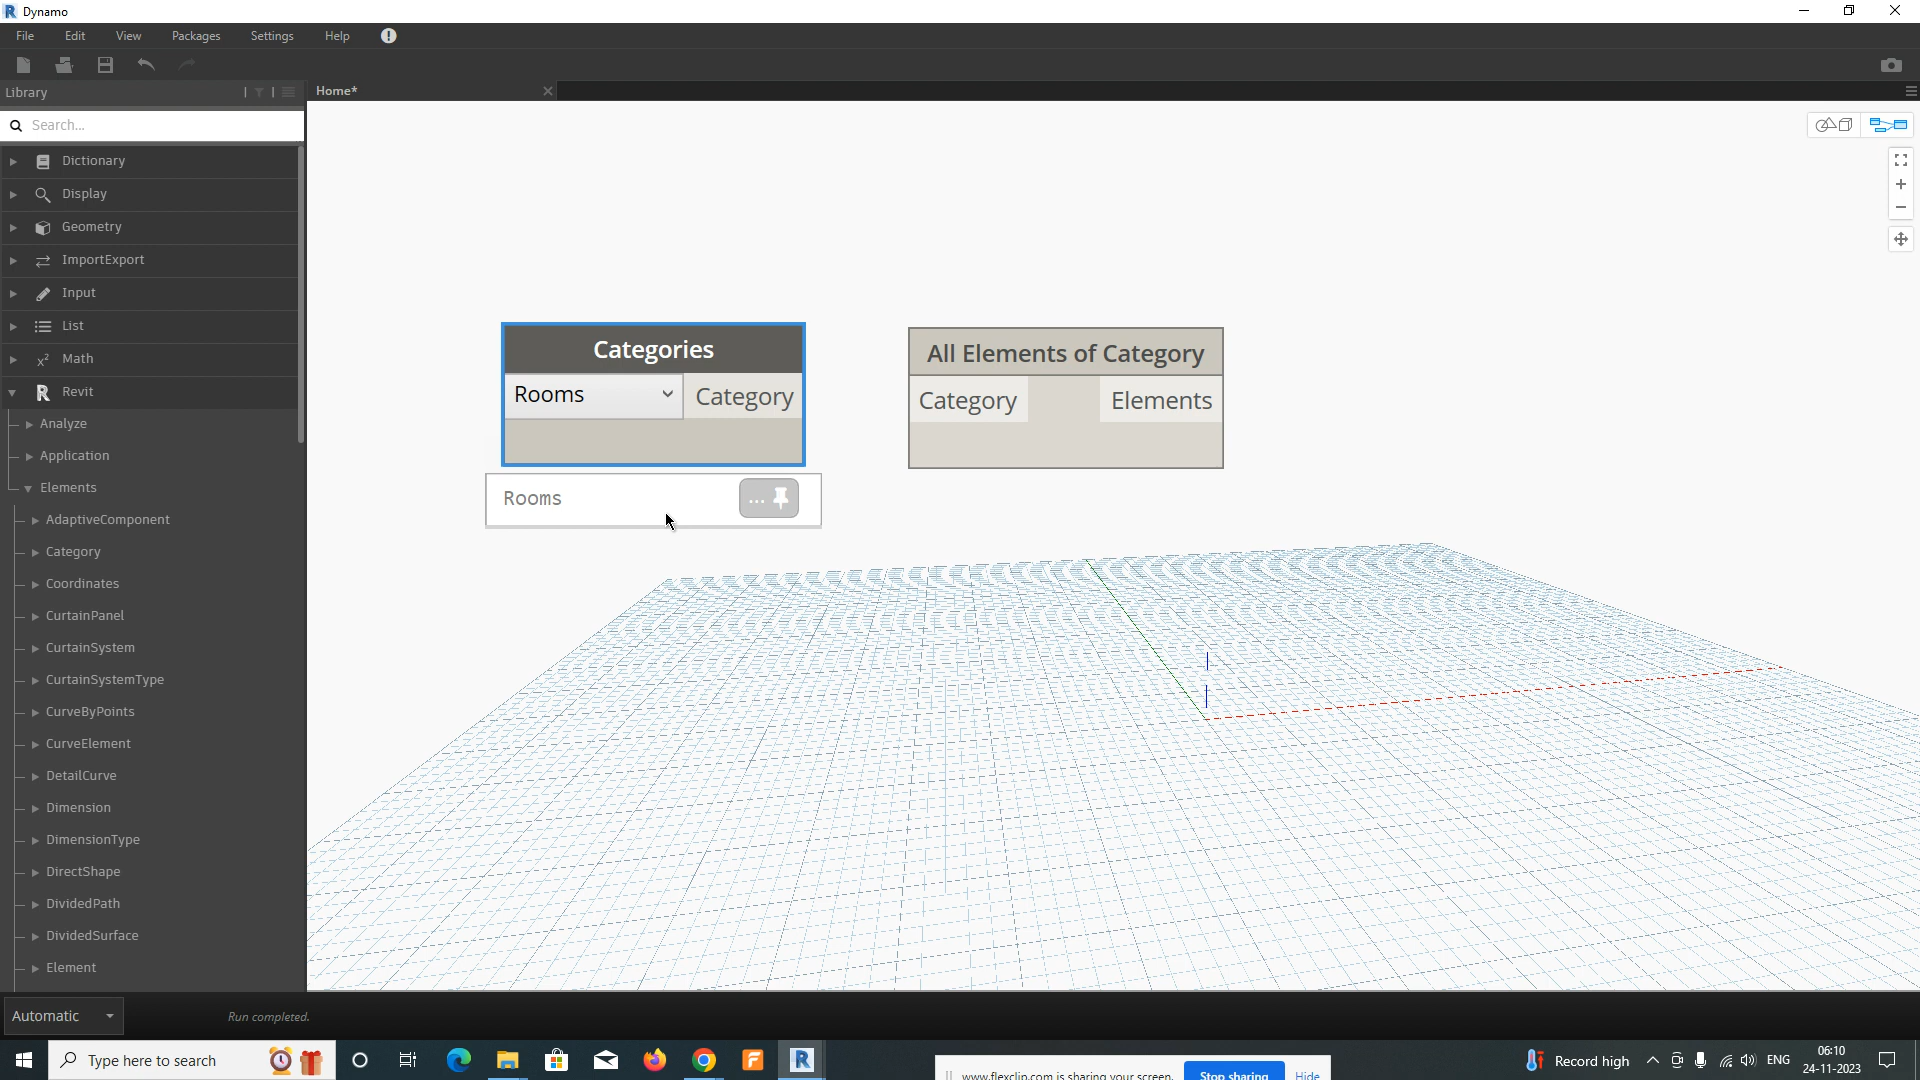 Dynamo
File Edit View Packages Settings Help
Library
Home*
Search...
Dictionary
Display
Geometry
ImportExport
Input
List
Math
Revit
Analyze
Application
Elements
AdaptiveComponent
Category
Coordinates
CurtainPanel
CurtainSystem
CurtainSystemType
CurveByPoints
CurveElement
DetailCurve
Dimension
DimensionType
DirectShape
DividedPath
DividedSurface
Element
Categories
Rooms Category
Rooms ...
All Elements of Category
Category Elements
Automatic Run completed.
Type here to search
www.flexclip.com is sharing your screen. Stop sharing Hide
Record high ENG
06:10
24-11-2023